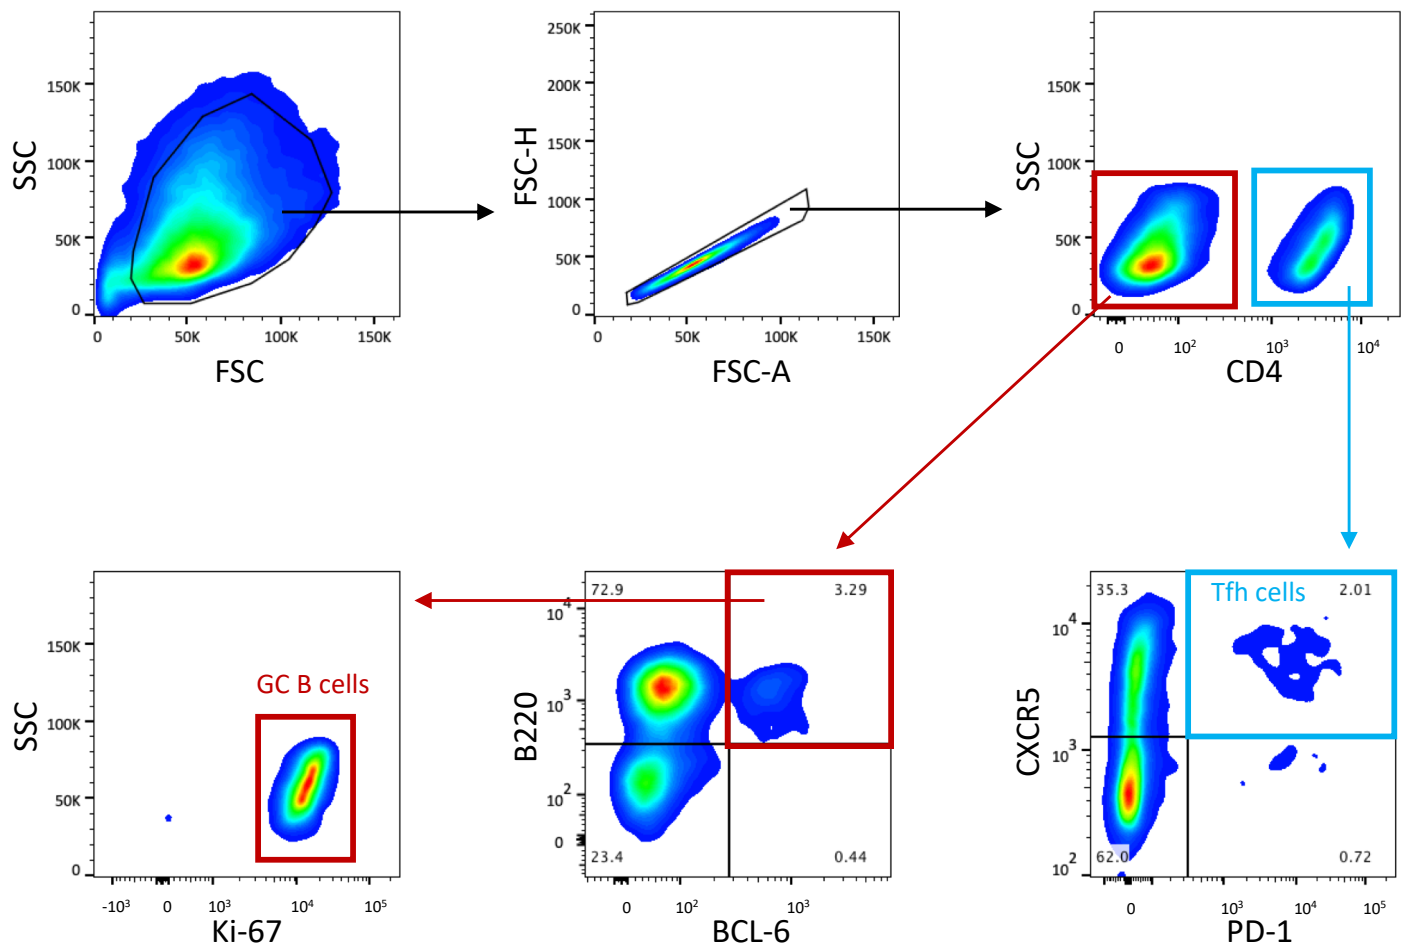 SSC
150K
100K
50K
0
0
50K
100K
150K
FSC
FSC-H
250K
200K
150K
100K
50K
0
0
50K
100K
150K
FSC-A
SSC
150K
100K
50K
0
0
10²
10³
10⁴
CD4
SSC
150K
100K
50K
0
GC B cells
-10³
0
10³
10⁴
10⁵
Ki-67
B220
10⁴
10³
10²
0
72.9
3.29
23.4
0.44
0
10²
10³
BCL-6
CXCR5
10⁴
10³
10²
35.3
Tfh cells
2.01
62.0
0.72
0
10³
10⁴
10⁵
PD-1